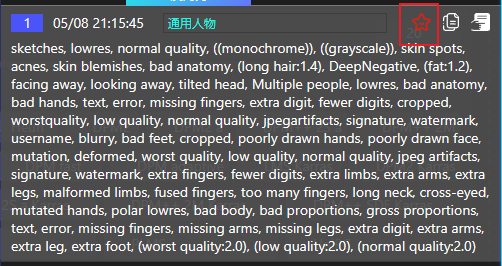 1 05/08 21:15:45 通用人物
sketches, lowres, normal quality, ((monochrome)), ((grayscale)), skin spots,
acnes, skin blemishes, bad anatomy, (long hair:1.4), DeepNegative, (fat:1.2),
facing away, looking away, tilted head, Multiple people, lowres, bad anatomy,
bad hands, text, error, missing fingers, extra digit, fewer digits, cropped,
worstquality, low quality, normal quality, jpegartifacts, signature, watermark,
username, blurry, bad feet, cropped, poorly drawn hands, poorly drawn face,
mutation, deformed, worst quality, low quality, normal quality, jpeg artifacts,
signature, watermark, extra fingers, fewer digits, extra limbs, extra arms, extra
legs, malformed limbs, fused fingers, too many fingers, long neck, cross-eyed,
mutated hands, polar lowres, bad body, bad proportions, gross proportions,
text, error, missing fingers, missing arms, missing legs, extra digit, extra arms,
extra leg, extra foot, (worst quality:2.0), (low quality:2.0), (normal quality:2.0)